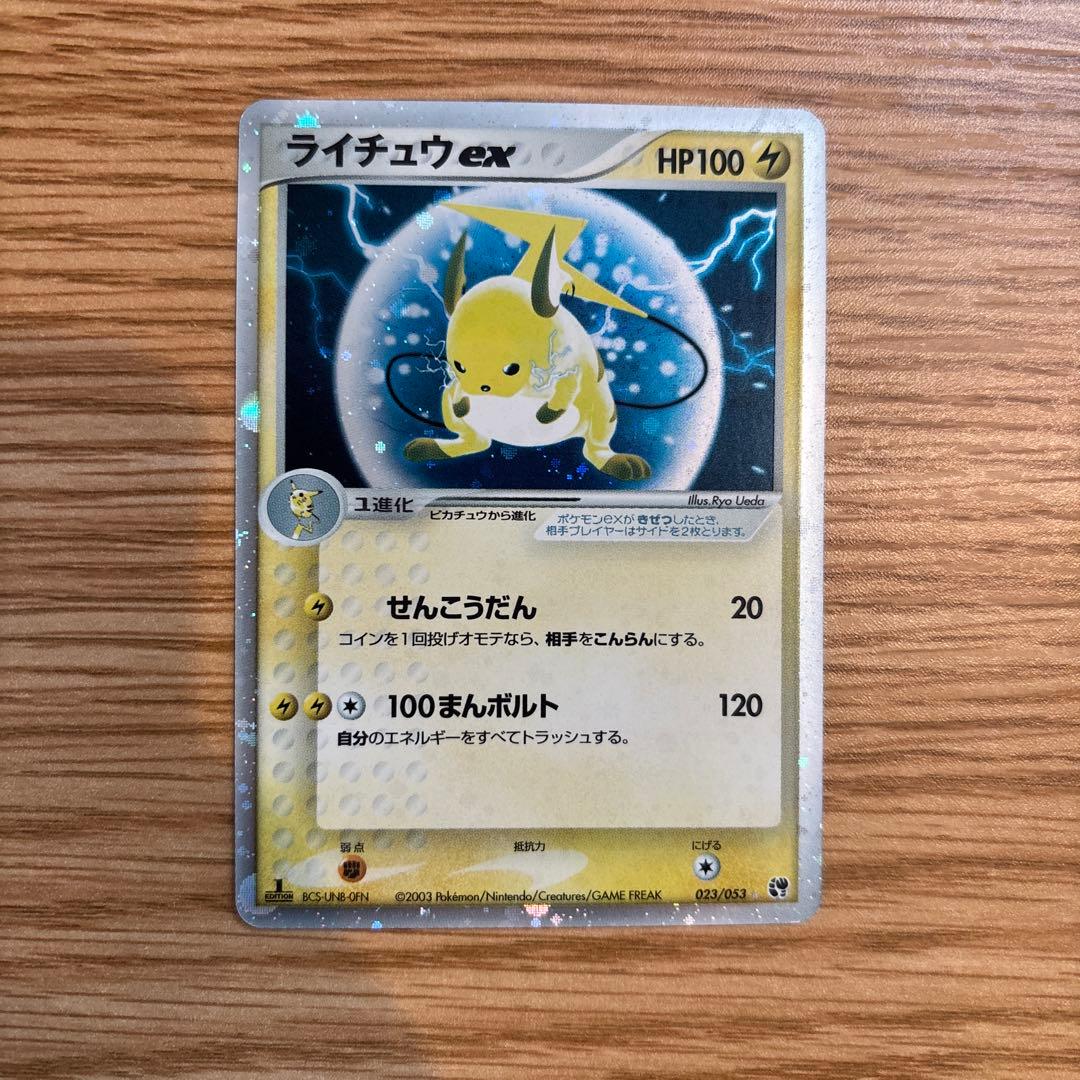 ライチュウex
HP100
1進化
Illus.Ryo Ueda
ピカチュウから進化
ポケモンexが きぜつしたとき、
相手プレイヤーはサイドを2枚とります。
せんこうだん 20
コインを1回投げオモテなら、相手をこんらんにする。
100まんボルト 120
自分のエネルギーをすべてトラッシュする。
弱点 抵抗力 にげる
1 EDITION BCS-UNB-0FN ©2003 Pokémon/Nintendo/Creatures/GAME FREAK 023/053